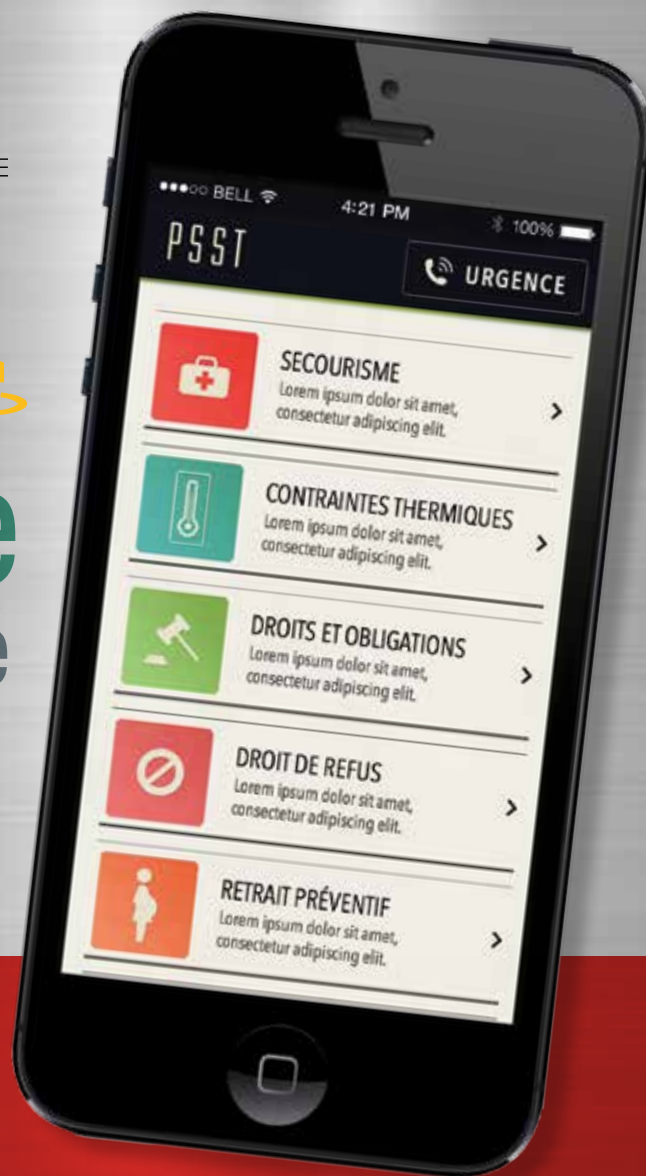 E
BELL 4:21 PM 100%
PSST
URGENCE
SECOURISME
Lorem ipsum dolor sit amet,
consectetur adipiscing elit.
CONTRAINTES THERMIQUES
Lorem ipsum dolor sit amet,
consectetur adipiscing elit.
e
DROITS ET OBLIGATIONS
Lorem ipsum dolor sit amet,
consectetur adipiscing elit.
e
DROIT DE REFUS
Lorem ipsum dolor sit amet,
consectetur adipiscing elit.
RETRAIT PRÉVENTIF
Lorem ipsum dolor sit amet,
consectetur adipiscing elit.